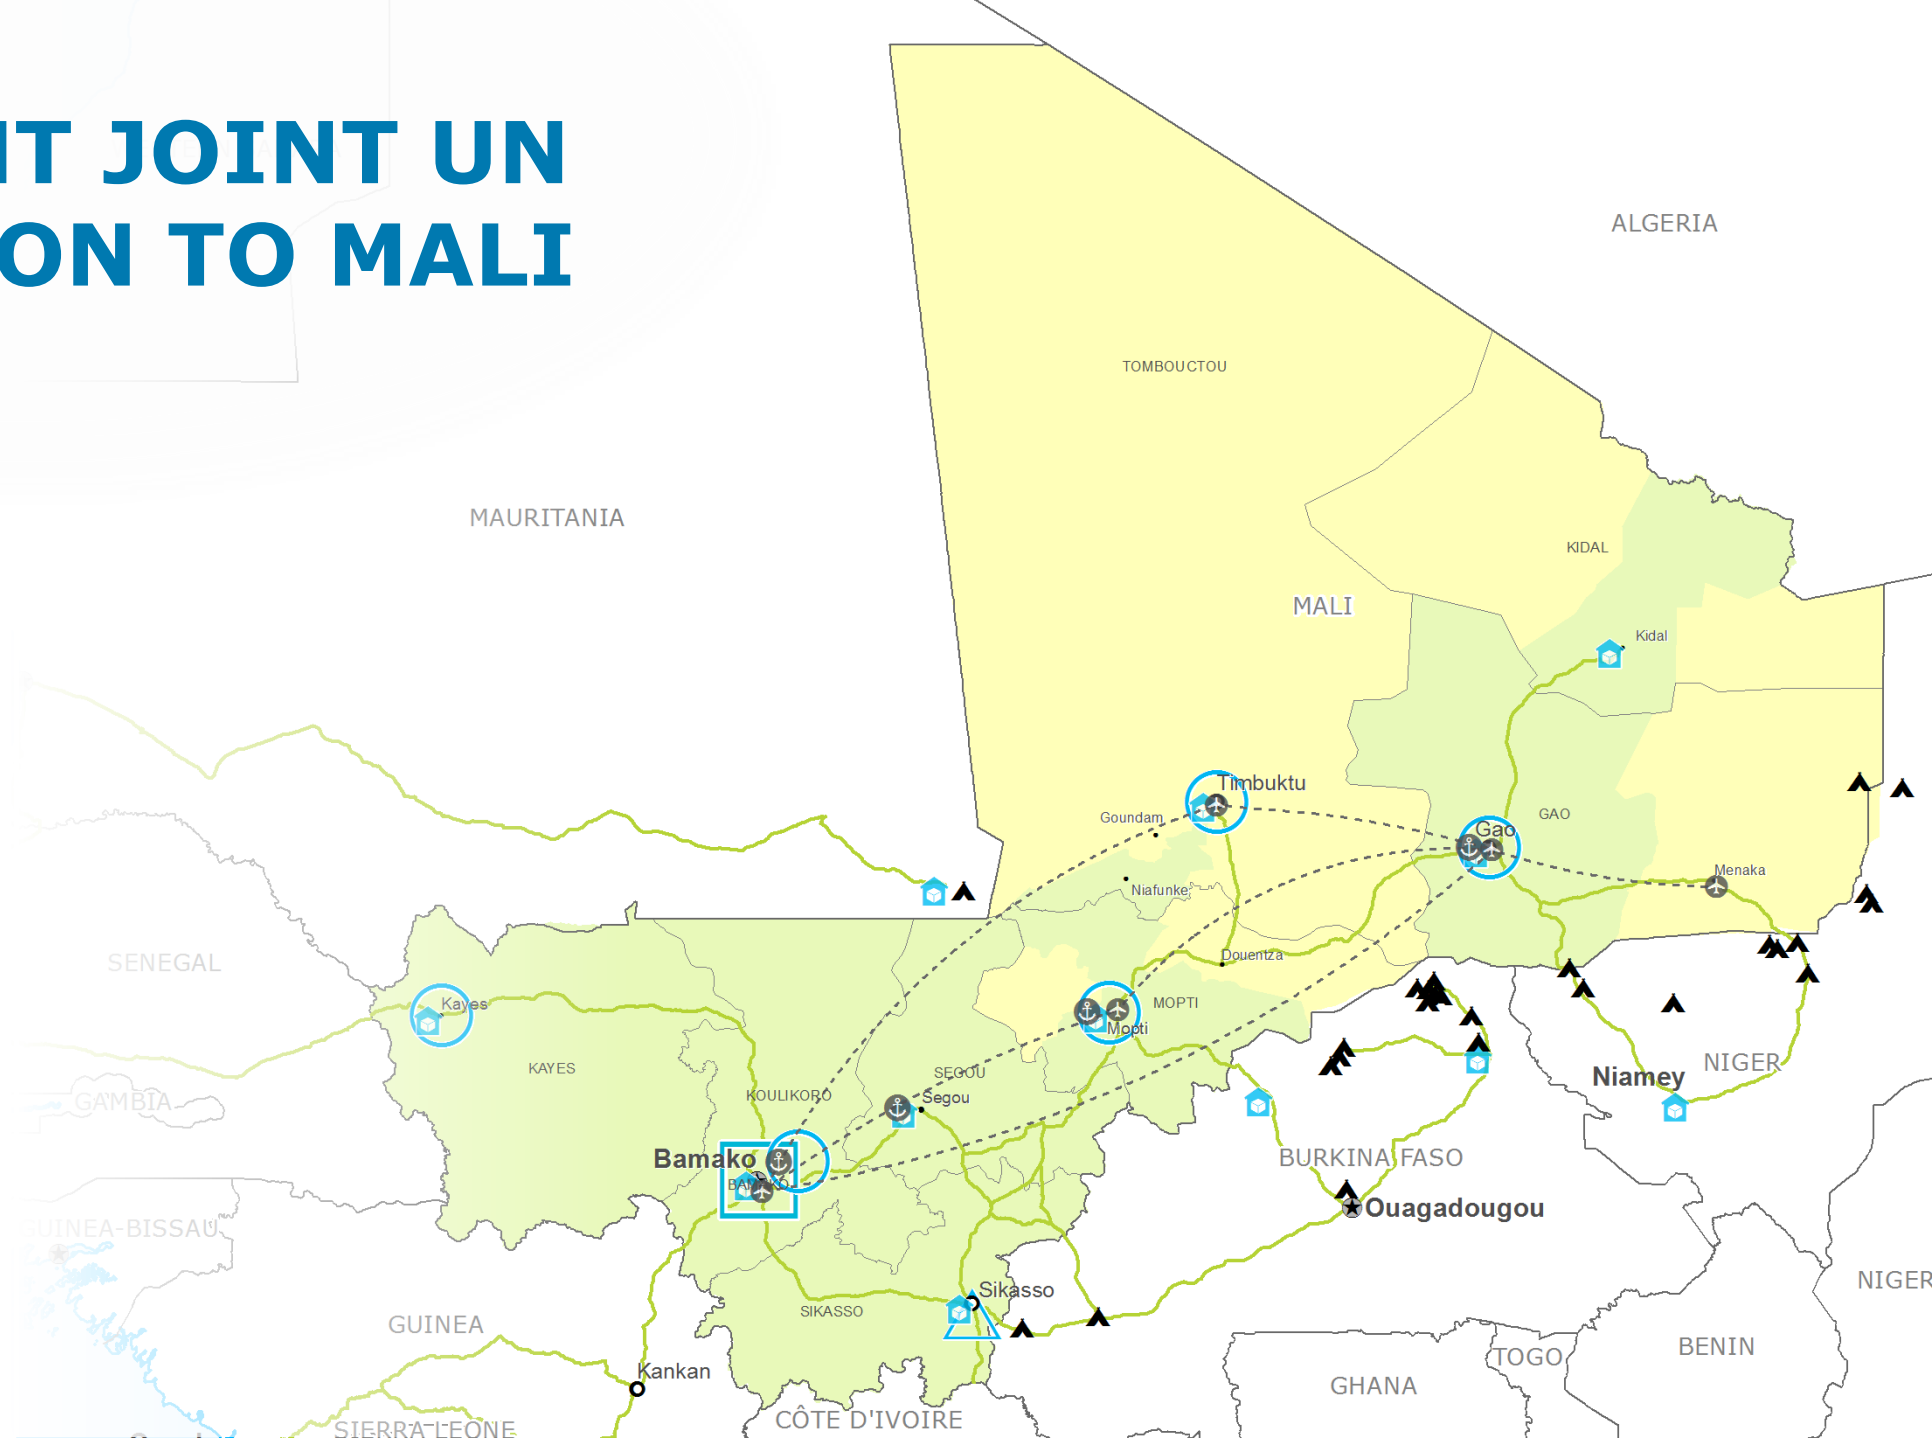 NT JOINT UN
ON TO MALI
ALGERIA
TOMBOUCTOU
MAURITANIA
KIDAL
MALI
Kidal
Timbuktu
Goundam
GAO
Gao
Menaka
Niafunke
Douentza
SENEGAL
Kayes
MOPTI
Mopti
KAYES
SEGOU
NIGER
Niamey
KOULIKORO
Segou
GAMBIA
Bamako
BAMAKO
BURKINA FASO
Ouagadougou
GUINEA-BISSAU
NIGER
Sikasso
SIKASSO
GUINEA
BENIN
TOGO
Kankan
GHANA
CÔTE D'IVOIRE
SIERRA LEONE